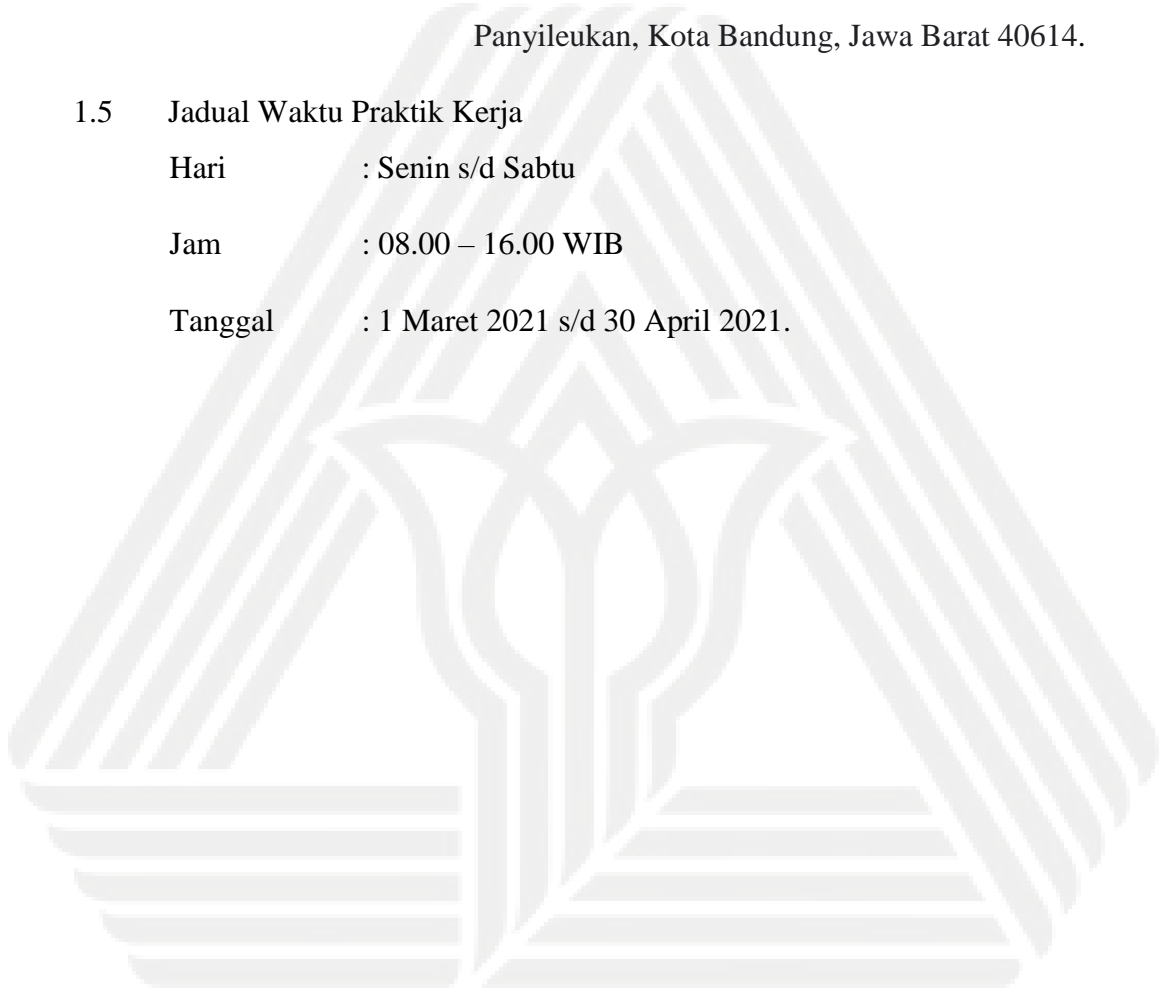 Panyileukan, Kota Bandung, Jawa Barat 40614.
1.5 Jadual Waktu Praktik Kerja
Hari : Senin s/d Sabtu
Jam : 08.00 – 16.00 WIB
Tanggal : 1 Maret 2021 s/d 30 April 2021.